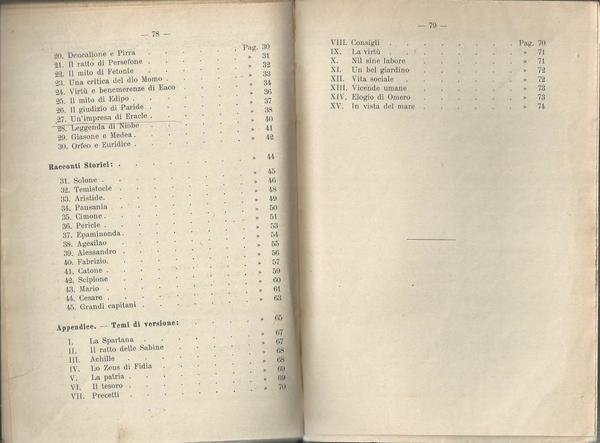 — 78 —
20. Deucalione e Pirra . . . . Pag. 30
21. Il ratto di Persefone . . . . » 31
22. Il mito di Fetonte . . . . » 32
23. Una critica del dio Momo . . . . » 33
24. Virtù e benemerenze di Eaco . . . . » 34
25. Il mito di Edipo . . . . » 36
26. Il giudizio di Paride . . . . » 37
27. Un'impresa di Eracle . . . . » 38
28. Leggenda di Niobe . . . . » 40
29. Giasone e Medea . . . . » 41
30. Orfeo e Euridice . . . . » 42
Racconti Storici: . . . . » 44
31. Solone . . . . » 45
32. Temistocle . . . . » 46
33. Aristide. . . . . » 48
34. Pausania . . . . » 49
35. Cimone . . . . » 50
36. Pericle . . . . » 51
37. Epaminonda . . . . » 53
38. Agesilao . . . . » 54
39. Alessandro . . . . » 55
40. Fabrizio. . . . . » 56
41. Catone . . . . » 57
42. Scipione . . . . » 59
43. Mario . . . . » 60
44. Cesare . . . . » 61
45. Grandi capitani . . . . » 63
Appendice. — Temi di versione: . . . . » 65
I. La Spartana . . . . » 67
II. Il ratto delle Sabine . . . . » 67
III. Achille . . . . » 68
IV. Lo Zeus di Fidia . . . . » 68
V. La patria . . . . » 69
VI. Il tesoro . . . . » 69
VII. Precetti . . . . » 70
— 79 —
VIII. Consigli . . . . Pag. 70
IX. La virtù . . . . » 71
X. Nil sine labore . . . . » 71
XI. Un bel giardino . . . . » 72
XII. Vita sociale . . . . » 72
XIII. Vicende umane . . . . » 73
XIV. Elogio di Omero . . . . » 73
XV. In vista del mare . . . . » 74